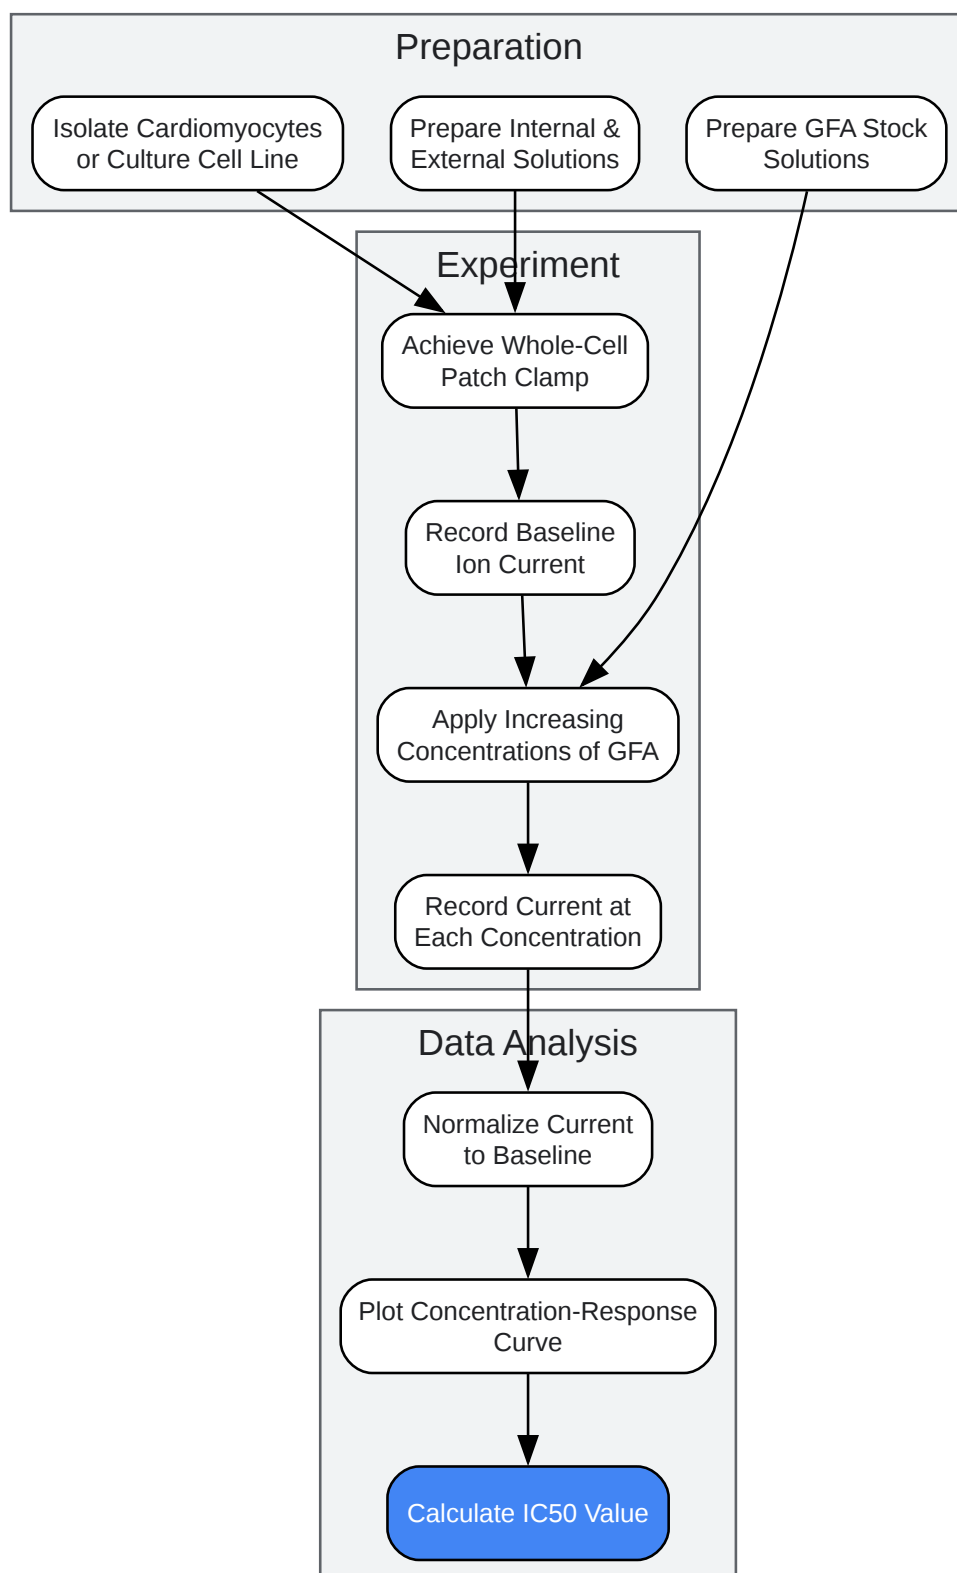 Preparation
Isolate Cardiomyocytes
or Culture Cell Line
Prepare Internal &
External Solutions
Prepare GFA Stock
Solutions
Experiment
Achieve Whole-Cell
Patch Clamp
Record Baseline
Ion Current
Apply Increasing
Concentrations of GFA
Record Current at
Each Concentration
Data Analysis
Normalize Current
to Baseline
Plot Concentration-Response
Curve
Calculate IC50 Value